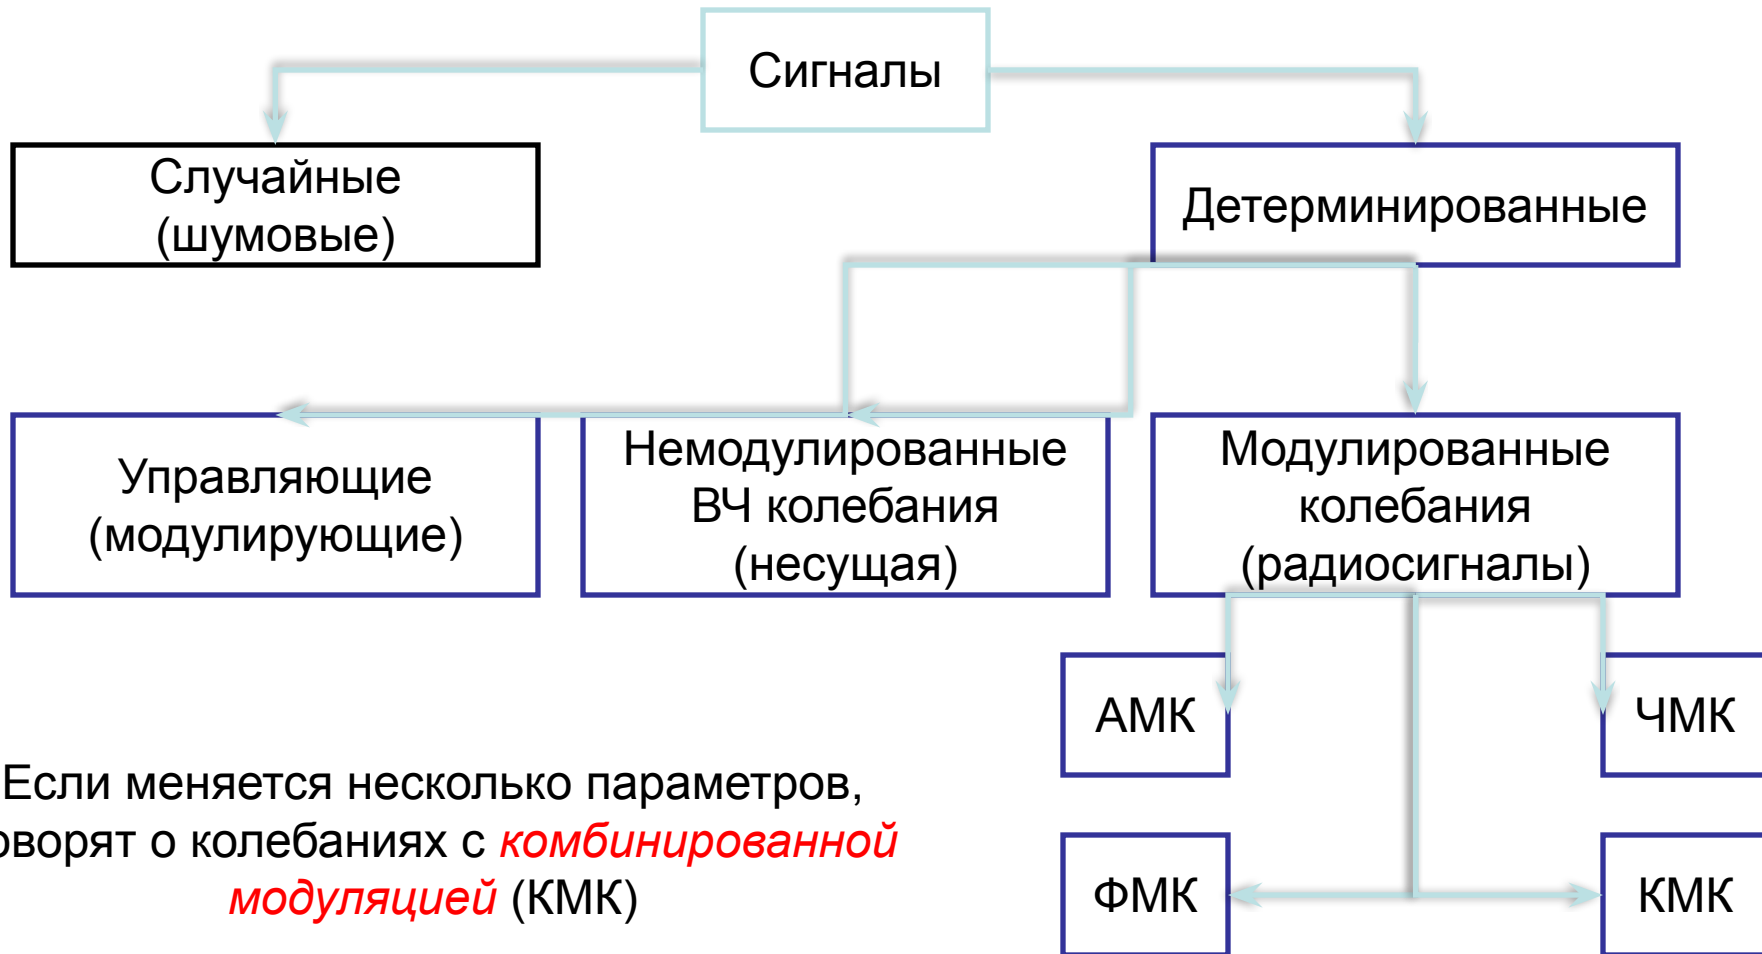 Сигналы
Случайные
(шумовые)
Детерминированные
Управляющие
(модулирующие)
Немодулированные
ВЧ колебания
(несущая)
Модулированные
колебания
(радиосигналы)
АМК
ЧМК
Если меняется несколько параметров,
оворят о колебаниях с комбинированной
модуляцией (КМК)
ФМК
КМК